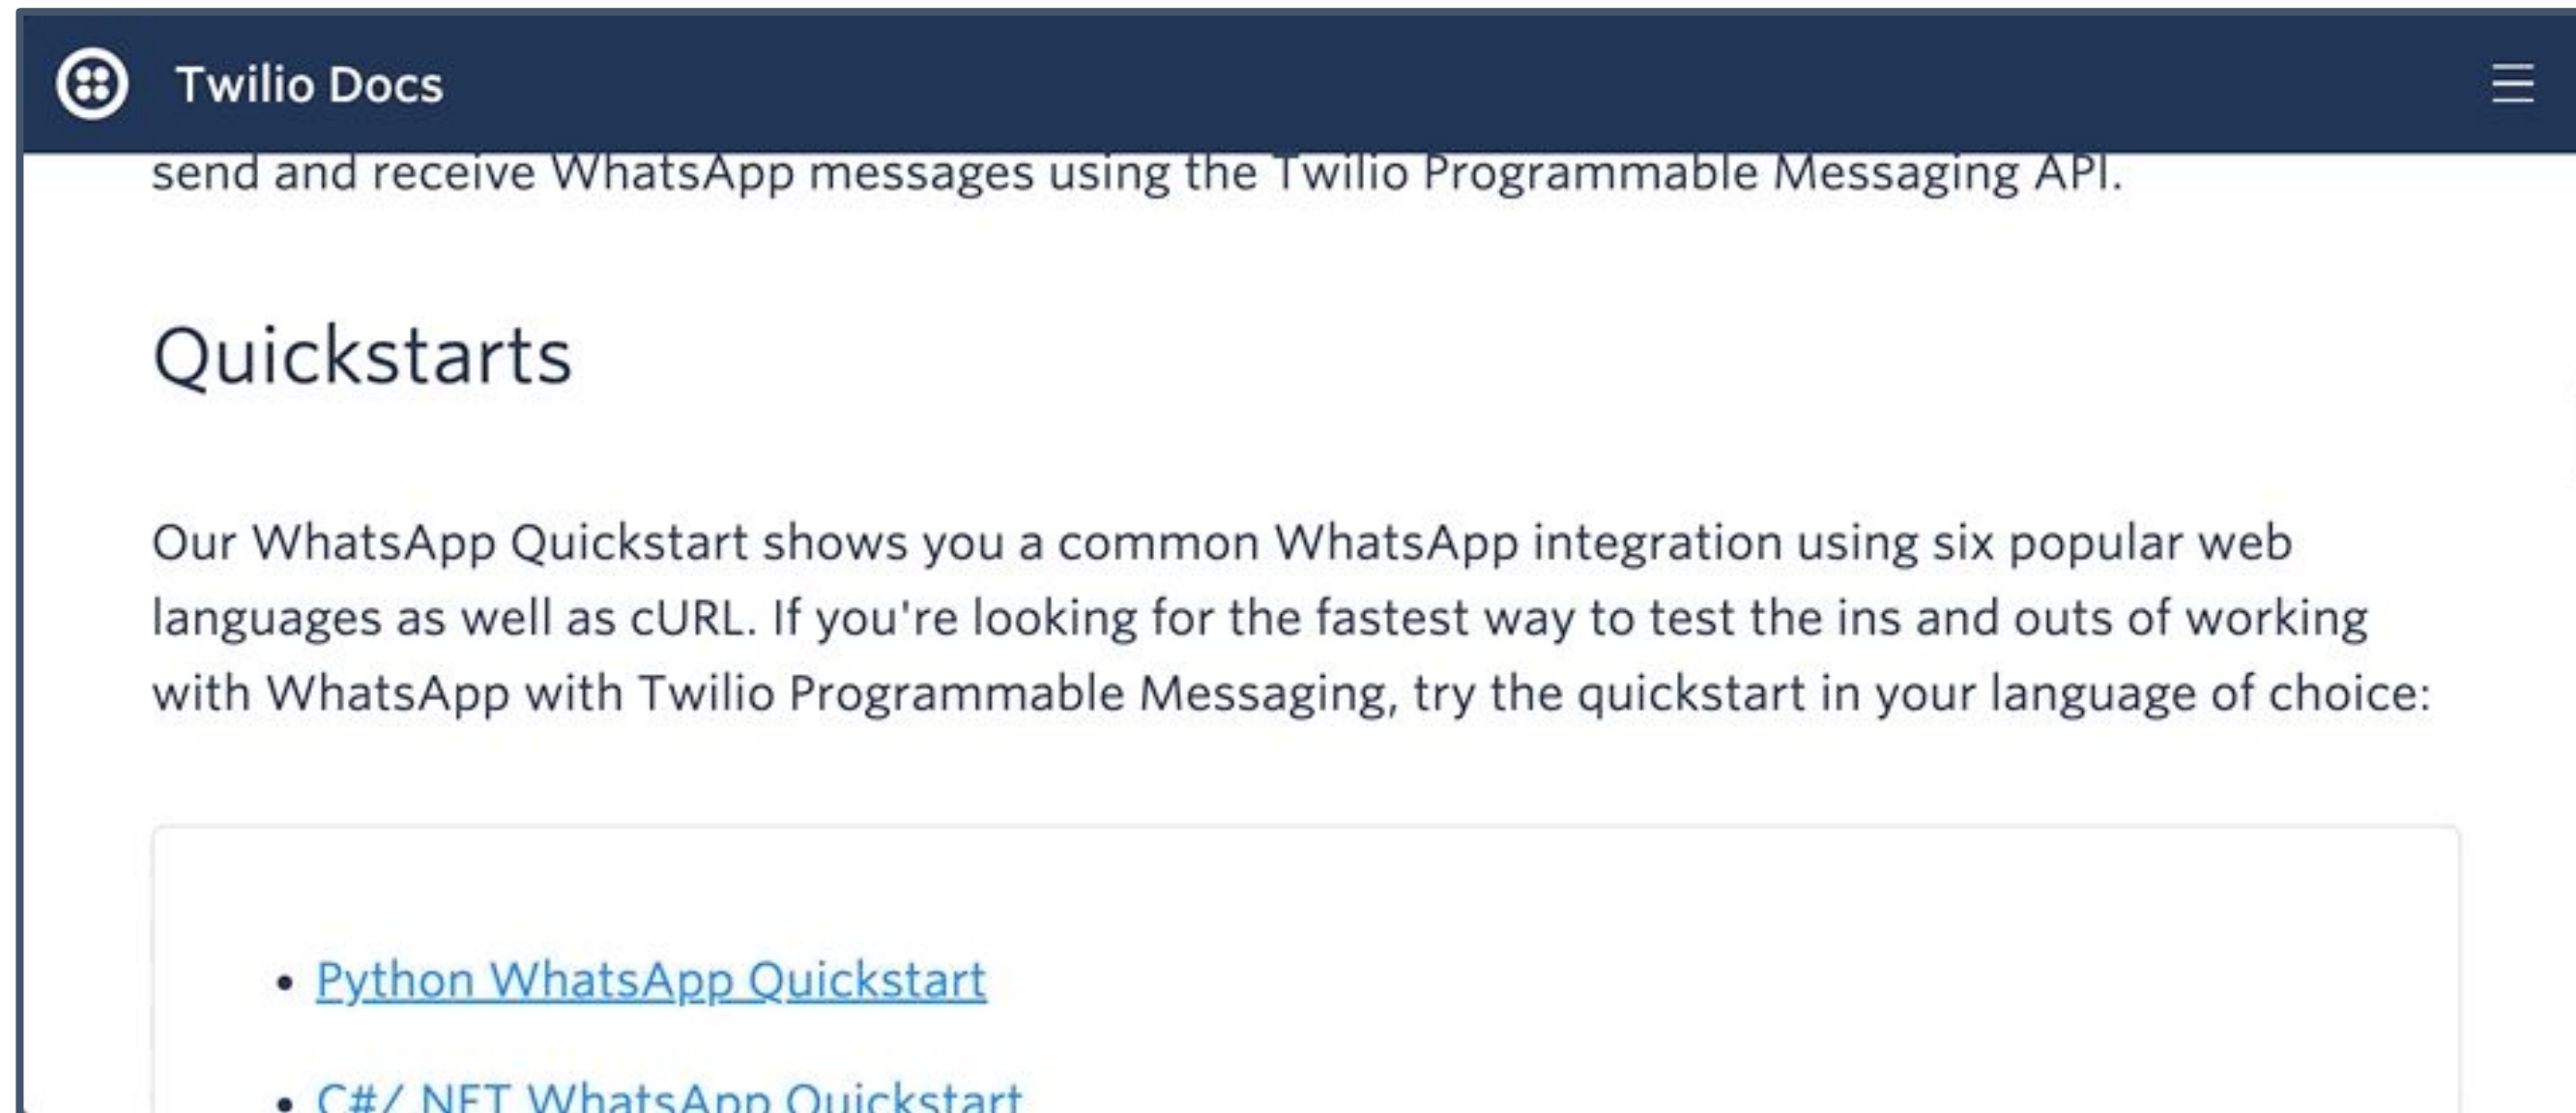 Twilio Docs
send and receive WhatsApp messages using the Twilio Programmable Messaging API.
Quickstarts
Our WhatsApp Quickstart shows you a common WhatsApp integration using six popular web
languages as well as cURL. If you're looking for the fastest way to test the ins and outs of working
with WhatsApp with Twilio Programmable Messaging, try the quickstart in your language of choice:
• Python WhatsApp Quickstart
• C#/.NET WhatsApp Quickstart